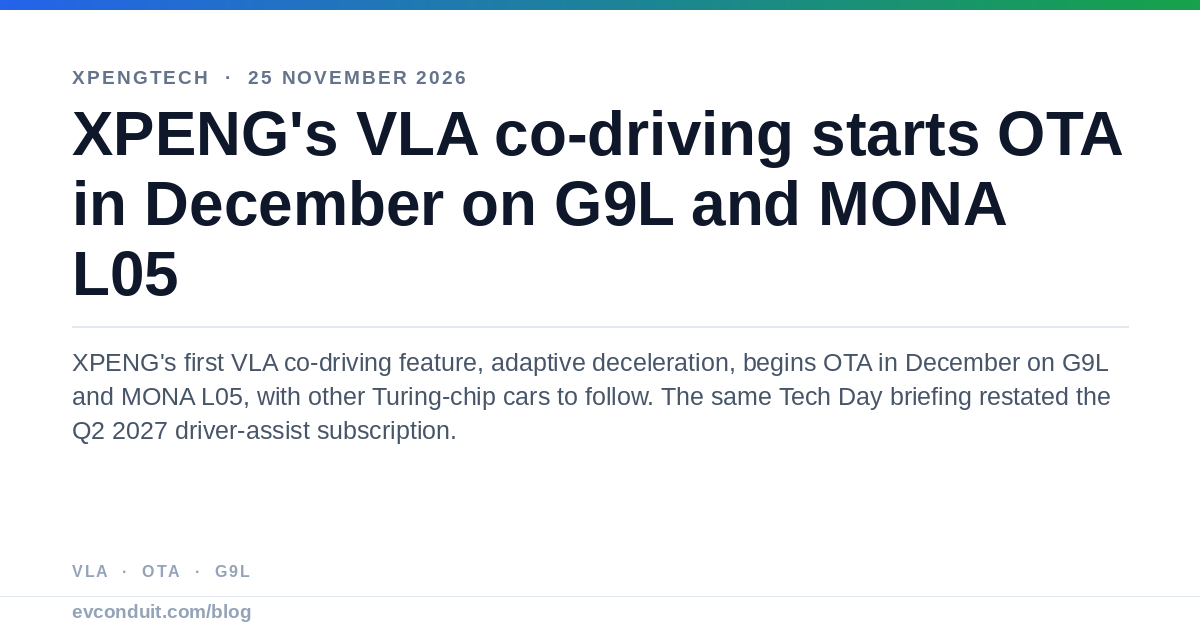 XPENGTECH · 25 NOVEMBER 2026
XPENG's VLA co-driving starts OTA
in December on G9L and MONA
L05
XPENG's first VLA co-driving feature, adaptive deceleration, begins OTA in December on G9L
and MONA L05, with other Turing-chip cars to follow. The same Tech Day briefing restated the
Q2 2027 driver-assist subscription.
VLA · OTA · G9L
evconduit.com/blog